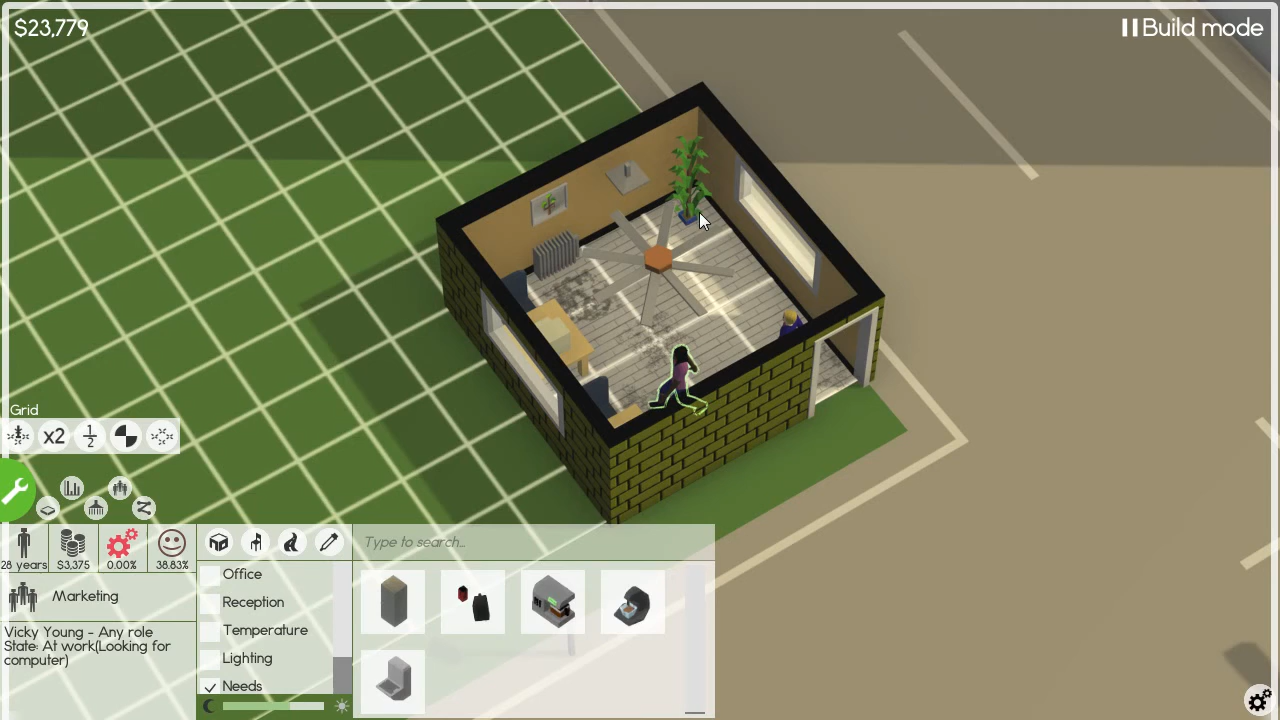 $23,779
Build mode
Grid
x2
1/2
28 years
$3,375
0.00%
38.83%
Marketing
Vicky Young - Any role
State: At work(Looking for
computer)
Type to search...
Office
Reception
Temperature
Lighting
Needs